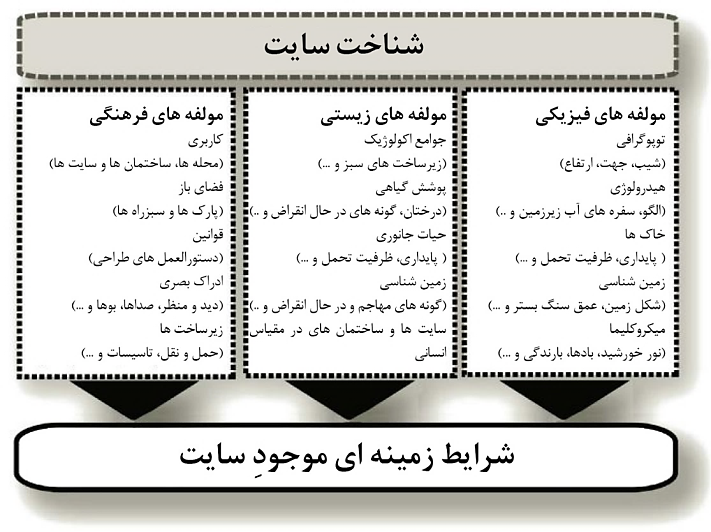 شناخت سایت
مولفه های فیزیکی
توپوگرافی
(شیب، جهت، ارتفاع)
هیدرولوژی
(الگو، سفره های آب زیرزمین و ..)
خاک ها
( پایداری، ظرفیت تحمل و ...)
زمین شناسی
(شکل زمین، عمق سنگ بستر و ...)
میکروکلیما
(نور خورشید، بادها، بارندگی و ...)
مولفه های زیستی
جوامع اکولوژیک
(زیرساخت های سبز و ...)
پوشش گیاهی
(درختان، گونه های در حال انقراض و ..)
حیات جانوری
( پایداری، ظرفیت تحمل و ...)
زمین شناسی
(گونه های مهاجم و در حال انقراض و ..)
سایت ها و ساختمان های در مقیاس
انسانی
مولفه های فرهنگی
کاربری
(محله ها، ساختمان ها و سایت ها)
فضای باز
(پارک ها و سبزراه ها)
قوانین
(دستورالعمل های طراحی)
ادراک بصری
(دید و منظر، صداها، بوها و ...)
زیرساخت ها
(حمل و نقل، تاسیسات و ...)
شرایط زمینه ای موجودِ سایت